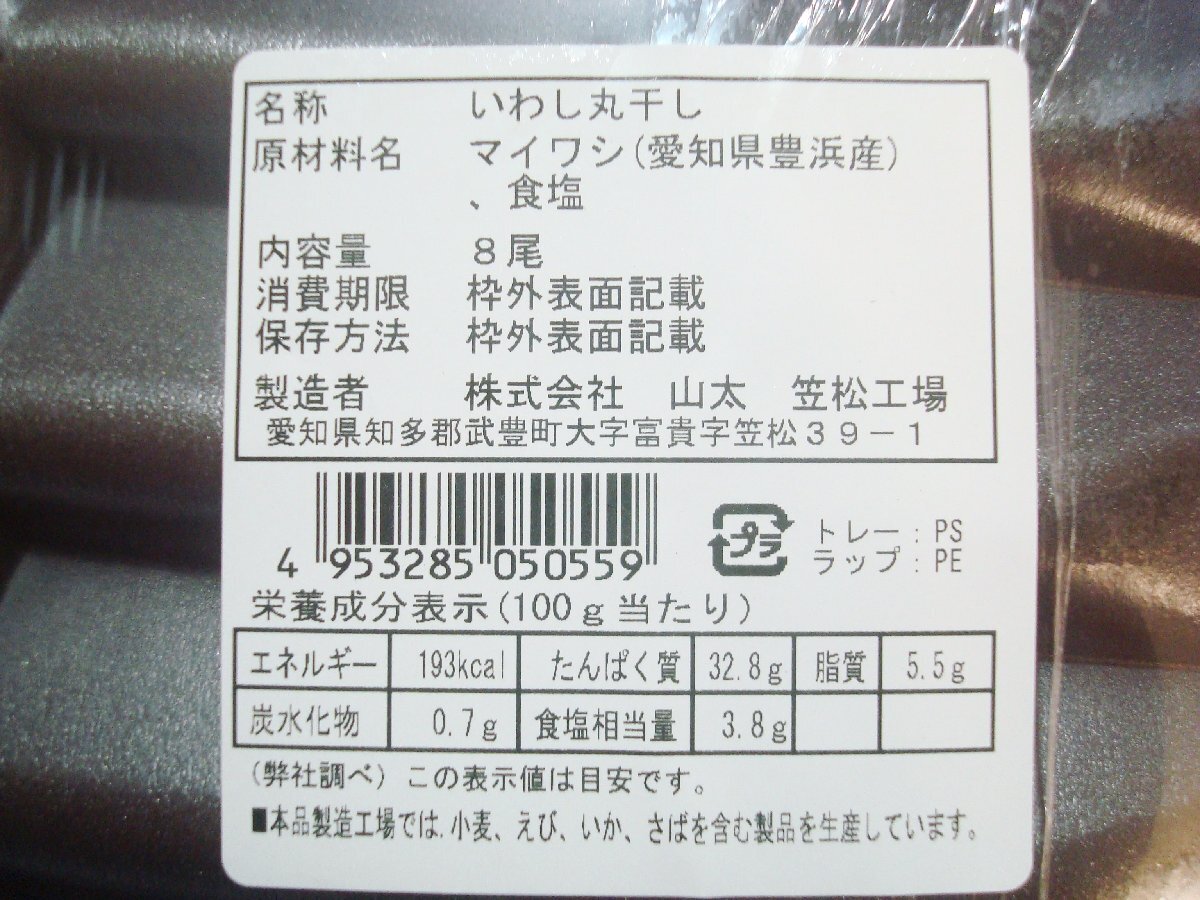 名称 いわし丸干し
原材料名 マイワシ(愛知県豊浜産)
、食塩
内容量 8尾
消費期限 枠外表面記載
保存方法 枠外表面記載
製造者 株式会社 山太 笠松工場
愛知県知多郡武豊町大字富貴字笠松39-1
4 953285 050559
プラ トレー:PS
ラップ:PE
栄養成分表示(100g当たり)
エネルギー 193kcal たんぱく質 32.8g 脂質 5.5g
炭水化物 0.7g 食塩相当量 3.8g
(弊社調べ)この表示値は目安です。
■本品製造工場では、小麦、えび、いか、さばを含む製品を生産しています。